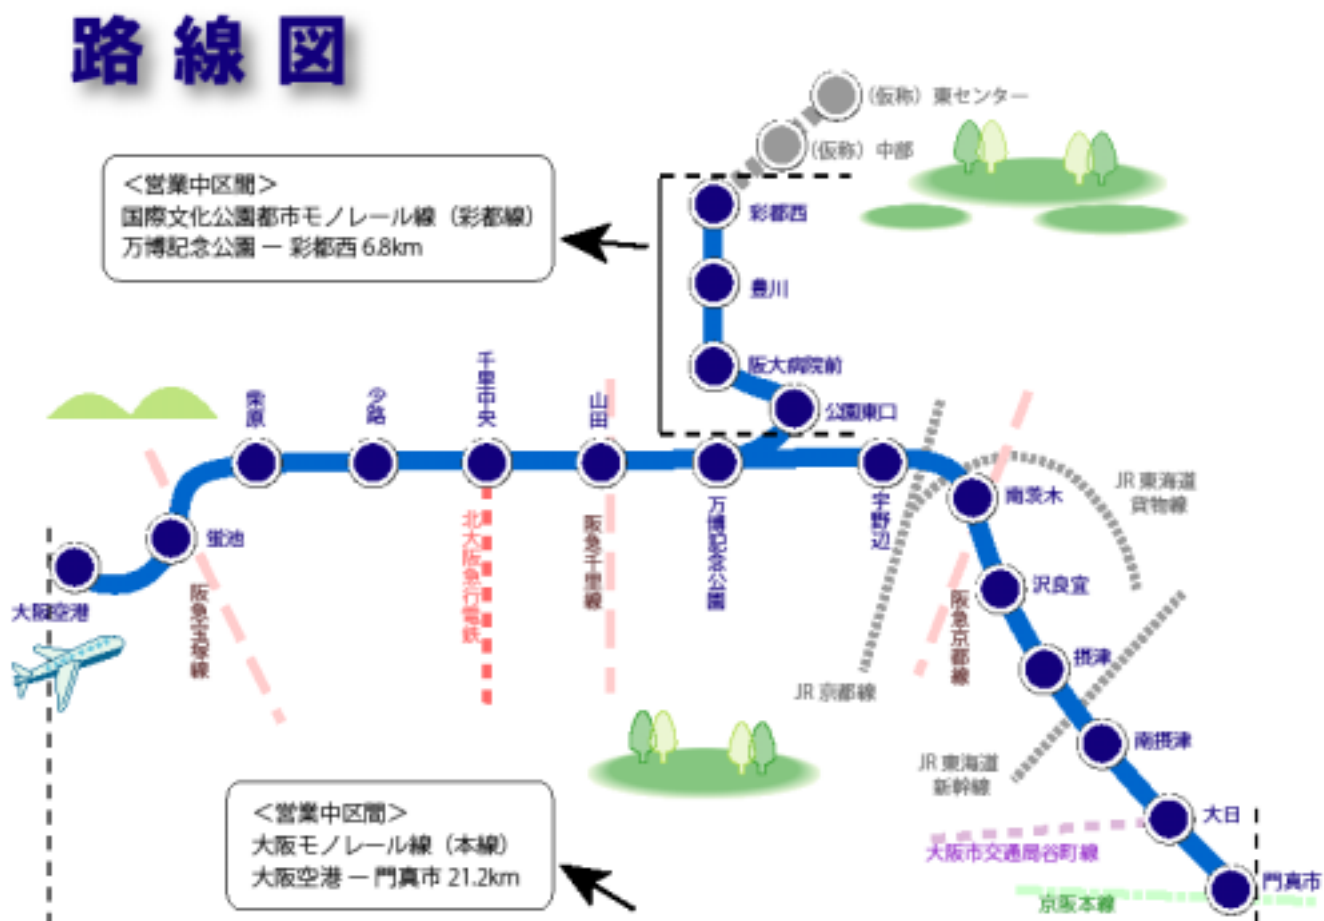 路線図
(仮称) 東センター
(仮称) 中部
<営業中区間>
国際文化公園都市モノレール線（彩都線）
万博記念公園 ー 彩都西 6.8km
彩都西
豊川
阪大病院前
公園東口
柴原
少路
千里中央
山田
万博記念公園
宇野辺
南茨木
JR 東海道
貨物線
蛍池
大阪空港
阪急宝塚線
北大阪急行電鉄
阪急千里線
沢良宜
阪急京都線
摂津
JR 京都線
南摂津
JR 東海道
新幹線
<営業中区間>
大阪モノレール線（本線）
大阪空港 ー 門真市 21.2km
大日
大阪市交通局谷町線
門真市
京阪本線